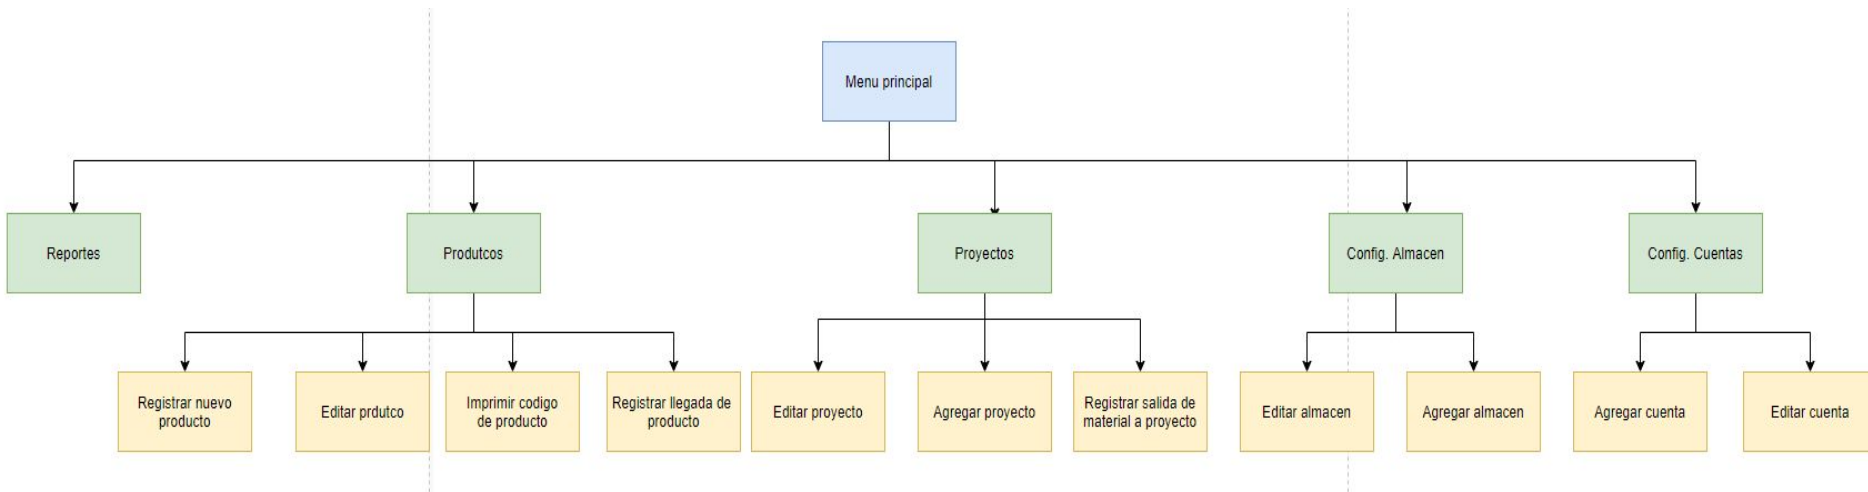 Menu principal
Reportes
Produtcos
Proyectos
Config. Almacen
Config. Cuentas
Registrar nuevo
producto
Editar prdutco
Imprimir codigo
de producto
Registrar llegada de
producto
Editar proyecto
Agregar proyecto
Registrar salida de
material a proyecto
Editar almacen
Agregar almacen
Agregar cuenta
Editar cuenta